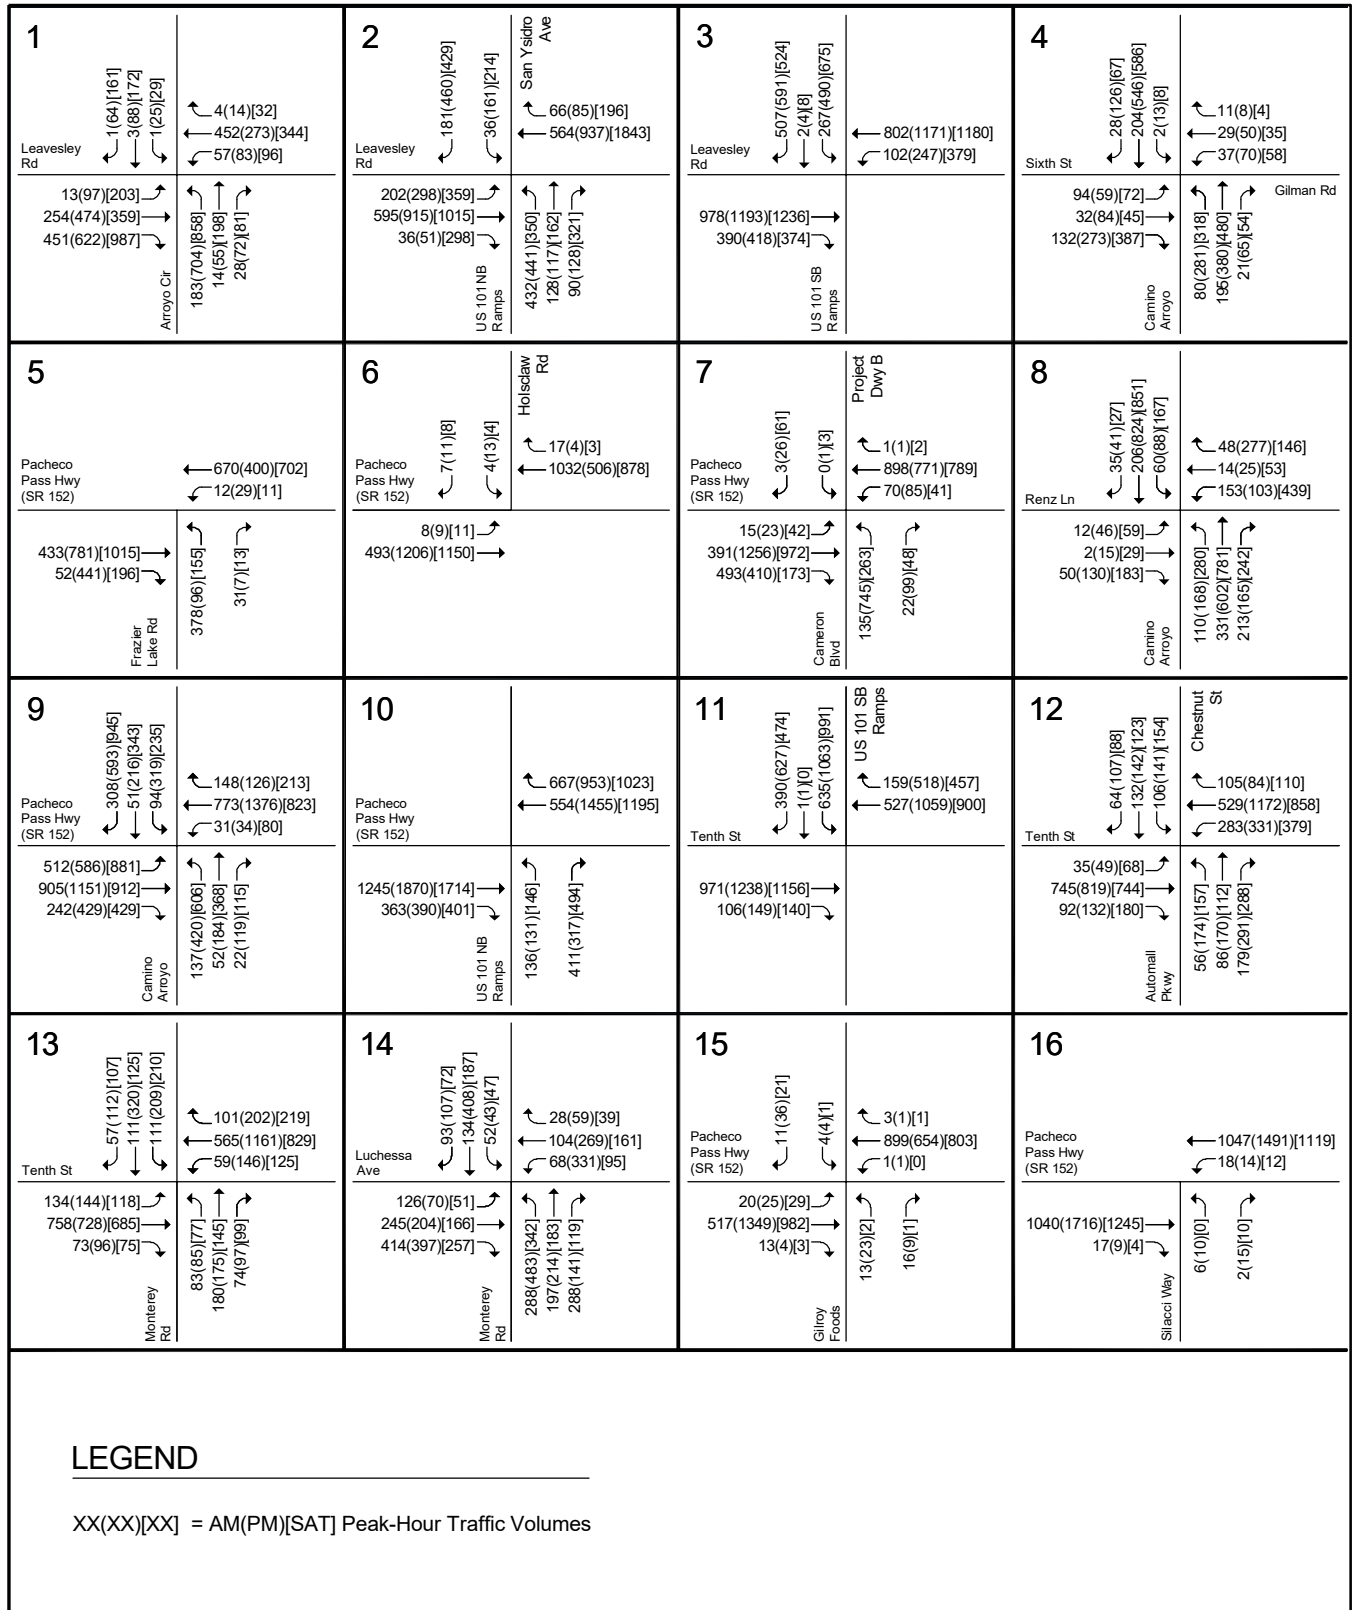 1
1(64)[161]
3(88)[172]
1(25)[29]
4(14)[32]
452(273)[344]
57(83)[96]
Leavesley
Rd
13(97)[203]
254(474)[359]
451(622)[987]
Arroyo Cir
183(704)[858]
14(55)[198]
28(72)[81]
2
181(460)[429]
36(161)[214]
San Ysidro
Ave
66(85)[196]
564(937)[1843]
Leavesley
Rd
202(298)[359]
595(915)[1015]
36(51)[298]
US 101 NB
Ramps
432(441)[350]
128(117)[162]
90(128)[321]
3
507(591)[524]
2(4)[8]
267(490)[675]
802(1171)[1180]
102(247)[379]
Leavesley
Rd
978(1193)[1236]
390(418)[374]
US 101 SB
Ramps
4
28(126)[67]
204(546)[586]
2(13)[8]
11(8)[4]
29(50)[35]
37(70)[58]
Sixth St
Gilman Rd
94(59)[72]
32(84)[45]
132(273)[387]
Camino
Arroyo
80(281)[318]
195(380)[480]
21(65)[54]
5
Pacheco
Pass Hwy
(SR 152)
670(400)[702]
12(29)[11]
433(781)[1015]
52(441)[196]
Frazier
Lake Rd
378(96)[155]
31(7)[13]
6
7(11)[8]
4(13)[4]
Holsclaw
Rd
17(4)[3]
1032(506)[878]
Pacheco
Pass Hwy
(SR 152)
8(9)[11]
493(1206)[1150]
7
3(26)[61]
0(1)[3]
Project
Dwy B
1(1)[2]
898(771)[789]
70(85)[41]
Pacheco
Pass Hwy
(SR 152)
15(23)[42]
391(1256)[972]
493(410)[173]
Cameron
Blvd
135(745)[263]
22(99)[48]
8
35(41)[27]
206(824)[851]
60(88)[167]
48(277)[146]
14(25)[53]
153(103)[439]
Renz Ln
12(46)[59]
2(15)[29]
50(130)[183]
Camino
Arroyo
110(168)[280]
331(602)[781]
213(165)[242]
9
308(593)[945]
51(216)[343]
94(319)[235]
148(126)[213]
773(1376)[823]
31(34)[80]
Pacheco
Pass Hwy
(SR 152)
512(586)[881]
905(1151)[912]
242(429)[429]
Camino
Arroyo
137(420)[606]
52(184)[368]
22(119)[115]
10
667(953)[1023]
554(1455)[1195]
Pacheco
Pass Hwy
(SR 152)
1245(1870)[1714]
363(390)[401]
US 101 NB
Ramps
136(131)[146]
411(317)[494]
11
390(627)[474]
1(1)[0]
635(1063)[991]
US 101 SB
Ramps
159(518)[457]
527(1059)[900]
Tenth St
971(1238)[1156]
106(149)[140]
12
64(107)[88]
132(142)[123]
106(141)[154]
Chestnut
St
105(84)[110]
529(1172)[858]
283(331)[379]
Tenth St
35(49)[68]
745(819)[744]
92(132)[180]
Automall
Pkwy
56(174)[157]
86(170)[112]
179(291)[288]
13
57(112)[107]
111(320)[125]
111(209)[210]
101(202)[219]
565(1161)[829]
59(146)[125]
Tenth St
134(144)[118]
758(728)[685]
73(96)[75]
Monterey
Rd
83(85)[77]
180(175)[145]
74(97)[99]
14
93(107)[72]
134(408)[187]
52(43)[47]
28(59)[39]
104(269)[161]
68(331)[95]
Luchessa
Ave
126(70)[51]
245(204)[166]
414(397)[257]
Monterey
Rd
288(483)[342]
197(214)[183]
288(141)[119]
15
11(36)[21]
4(4)[1]
3(1)[1]
899(654)[803]
1(1)[0]
Pacheco
Pass Hwy
(SR 152)
20(25)[29]
517(1349)[982]
13(4)[3]
Gilroy
Foods
13(23)[2]
16(9)[1]
16
Pacheco
Pass Hwy
(SR 152)
1047(1491)[1119]
18(14)[12]
1040(1716)[1245]
17(9)[4]
Silacci Way
6(10)[0]
2(15)[10]
LEGEND
XX(XX)[XX] = AM(PM)[SAT] Peak-Hour Traffic Volumes